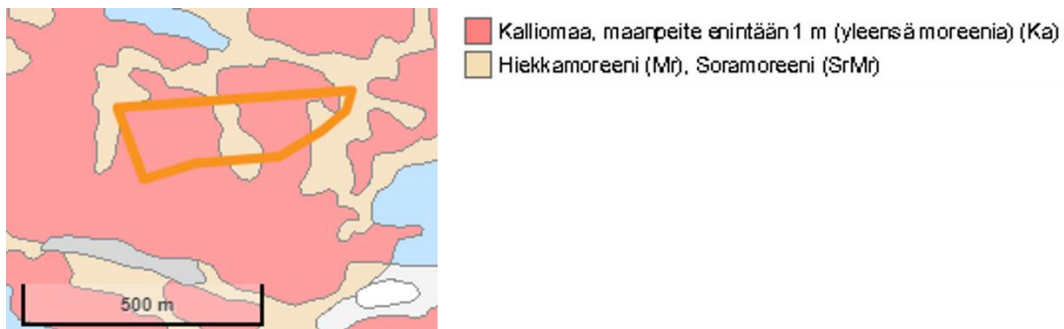 Kalliomaa, maanpeite enintään 1 m (yleensä moreenia) (Ka)
Hiekkamoreeni (Mr), Soramoreeni (SrMr)
500 m